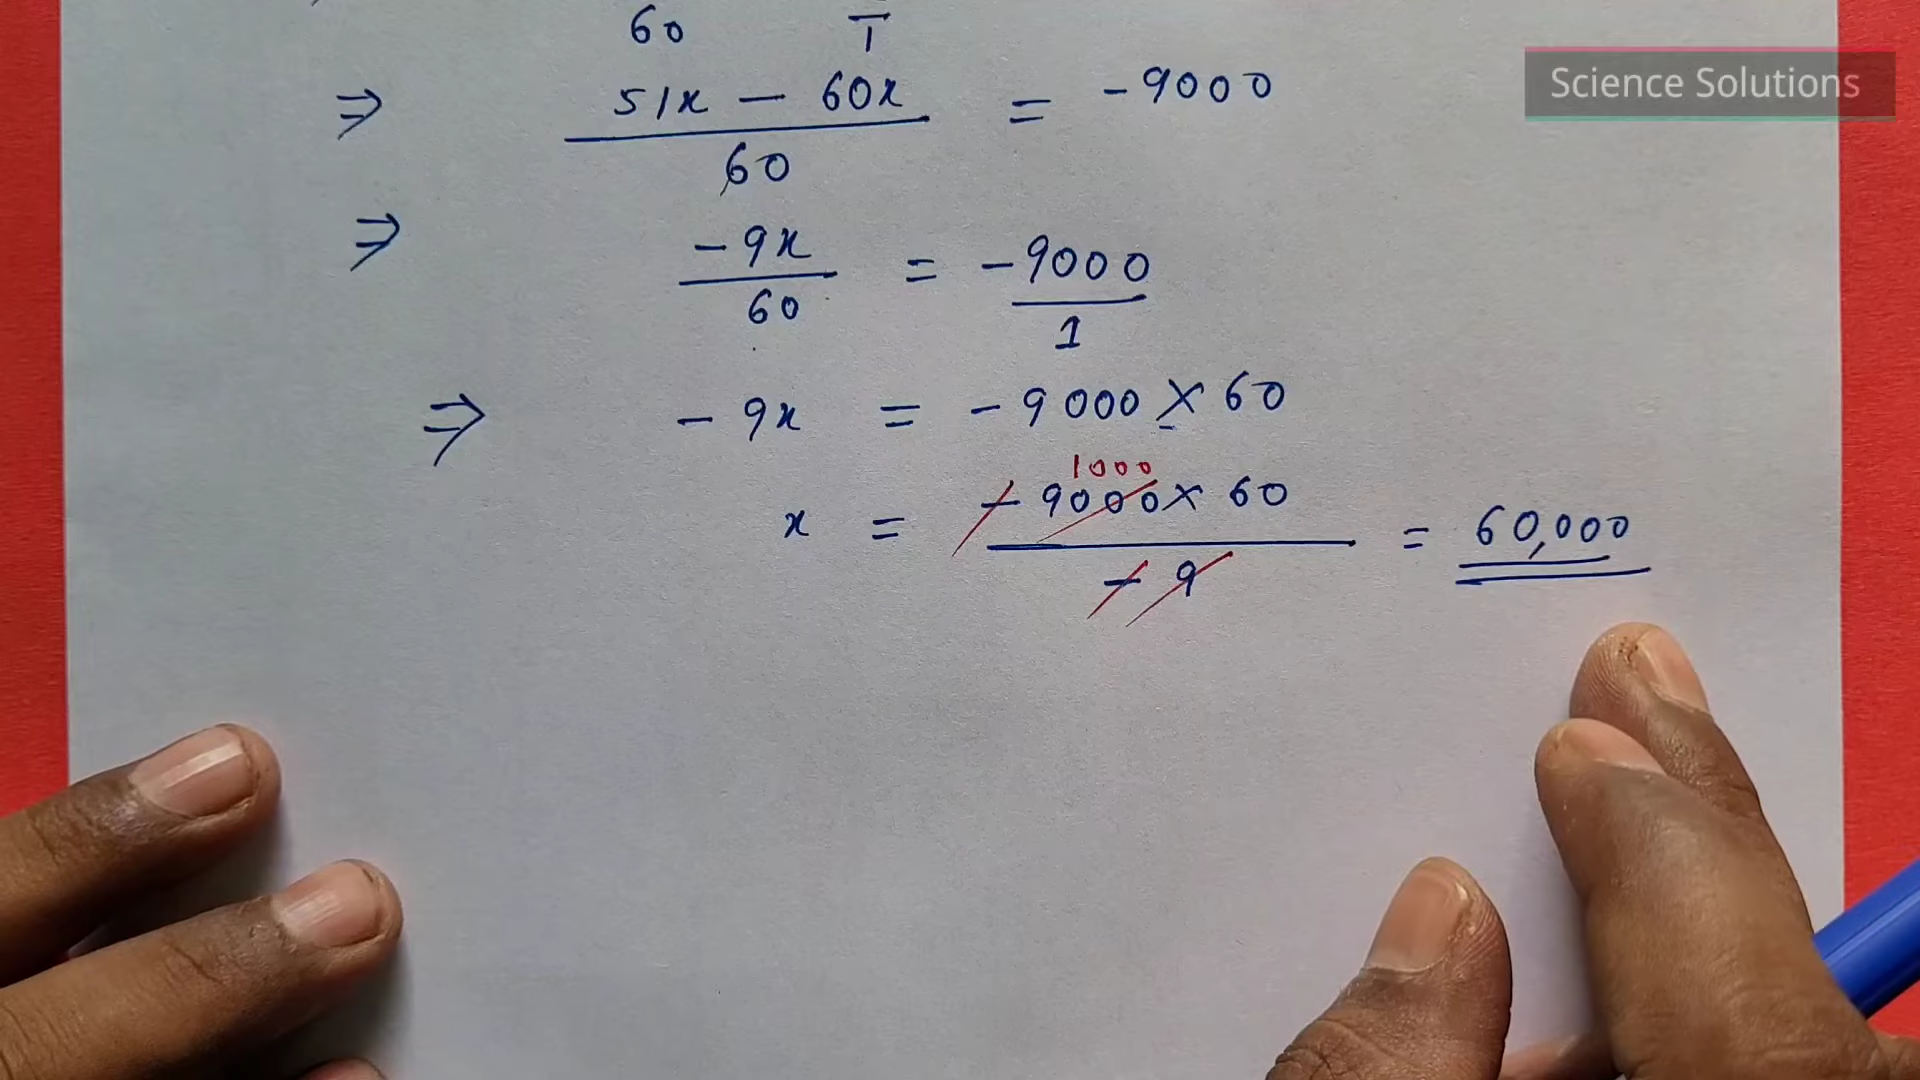 60 1
⇒ 51x — 60x = -9000
60
⇒ -9x = -9000
60 1
⇒ -9x = -9000 × 60
1000
x = -9000 × 60 = 60,000
-9
Science Solutions